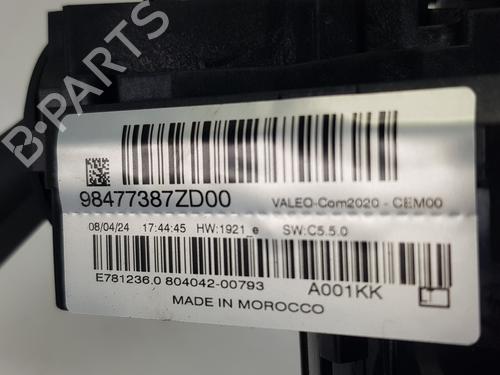 B-PARTS
98477387ZD00 VALEO-Com2020 - CEM00
08/04/24 17:44:45 HW:1921_e SW:C5.5.0
E781236.0 804042-00793 A001KK
MADE IN MOROCCO